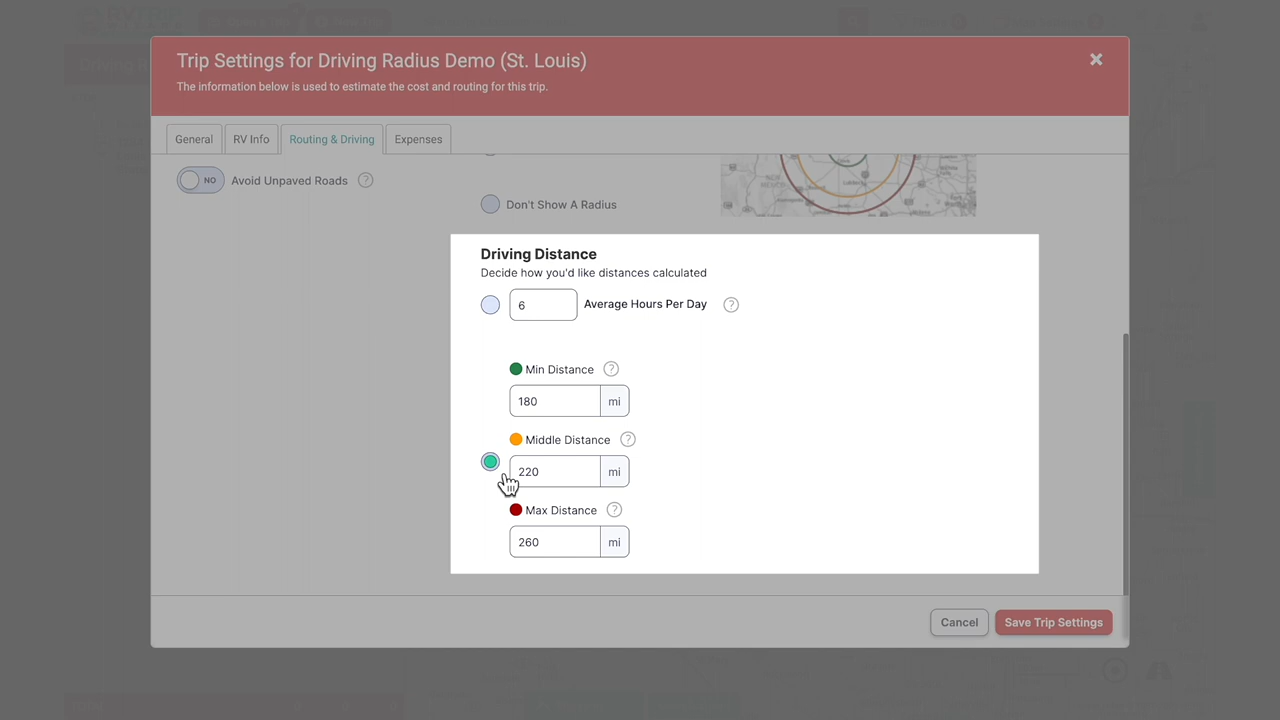 Trip Settings for Driving Radius Demo (St. Louis)
The information below is used to estimate the cost and routing for this trip.
General
RV Info
Routing & Driving
Expenses
NO
Avoid Unpaved Roads
?
Don't Show A Radius
Driving Distance
Decide how you'd like distances calculated
6
Average Hours Per Day
?
Min Distance
?
180
mi
Middle Distance
?
220
mi
Max Distance
?
260
mi
Cancel
Save Trip Settings